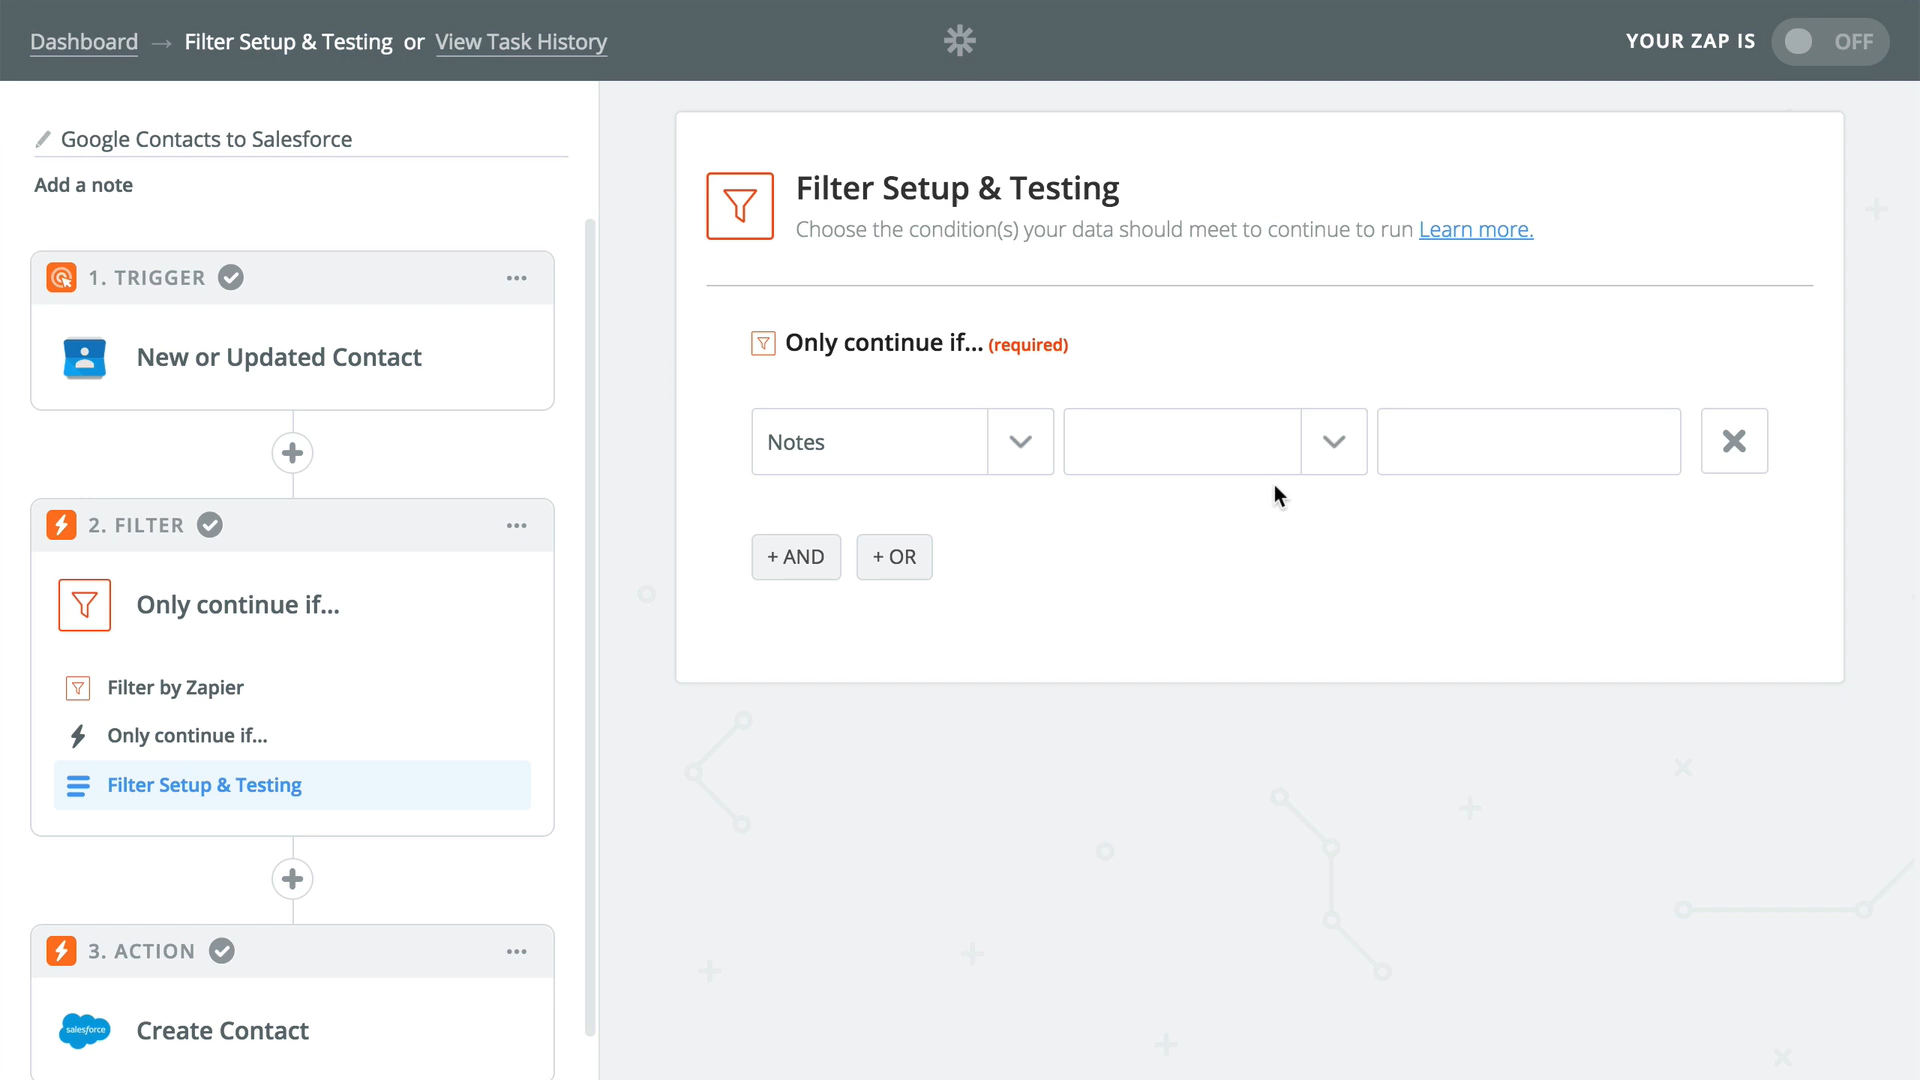 Dashboard → Filter Setup & Testing or View Task History
YOUR ZAP IS OFF
Google Contacts to Salesforce
Add a note
1. TRIGGER
New or Updated Contact
2. FILTER
Only continue if...
Filter by Zapier
Only continue if...
Filter Setup & Testing
3. ACTION
salesforce
Create Contact
Filter Setup & Testing
Choose the condition(s) your data should meet to continue to run Learn more.
Only continue if... (required)
Notes
+ AND + OR